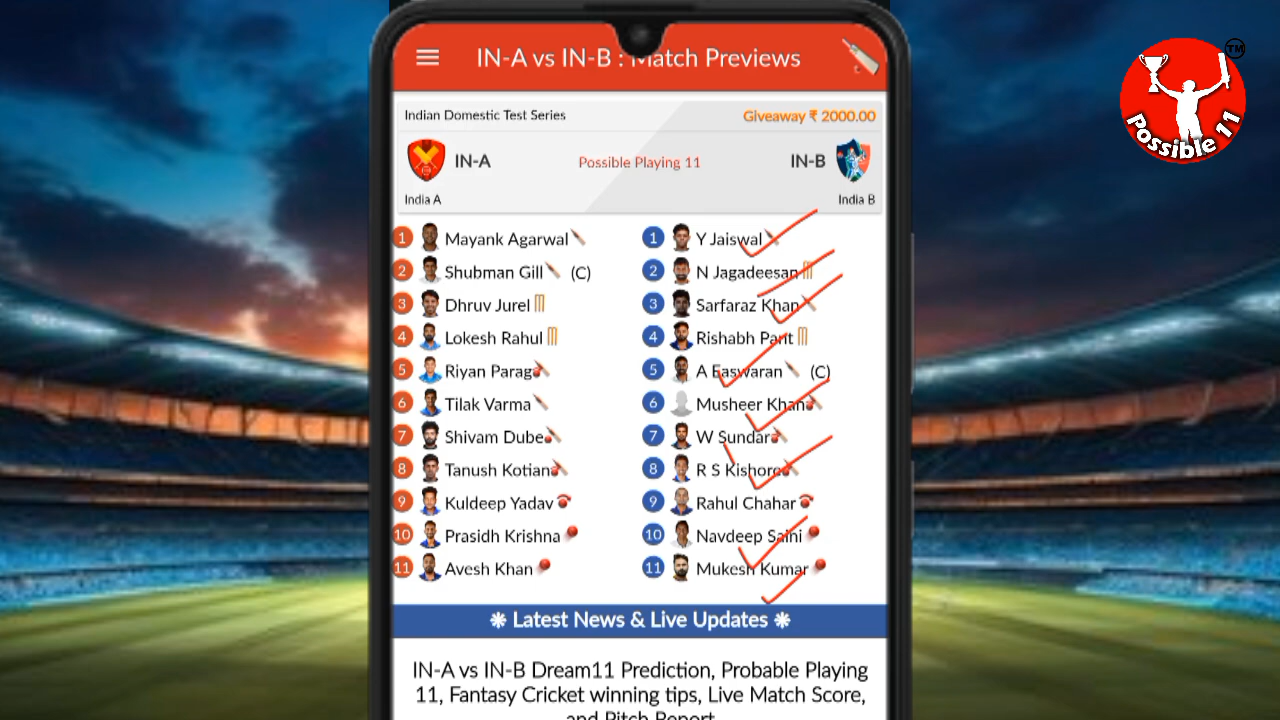 IN-A vs IN-B : Match Previews
TM
Possible 11
Indian Domestic Test Series
Giveaway ₹ 2000.00
IN-A
Possible Playing 11
IN-B
India A
India B
1 Mayank Agarwal
2 Shubman Gill (C)
3 Dhruv Jurel
4 Lokesh Rahul
5 Riyan Parag
6 Tilak Varma
7 Shivam Dube
8 Tanush Kotian
9 Kuldeep Yadav
10 Prasidh Krishna
11 Avesh Khan
1 Y Jaiswal
2 N Jagadeesan
3 Sarfaraz Khan
4 Rishabh Pant
5 A Easwaran (C)
6 Musheer Khan
7 W Sundar
8 R S Kishore
9 Rahul Chahar
10 Navdeep Saini
11 Mukesh Kumar
❋ Latest News & Live Updates ❋
IN-A vs IN-B Dream11 Prediction, Probable Playing
11, Fantasy Cricket winning tips, Live Match Score,
and Pitch Report